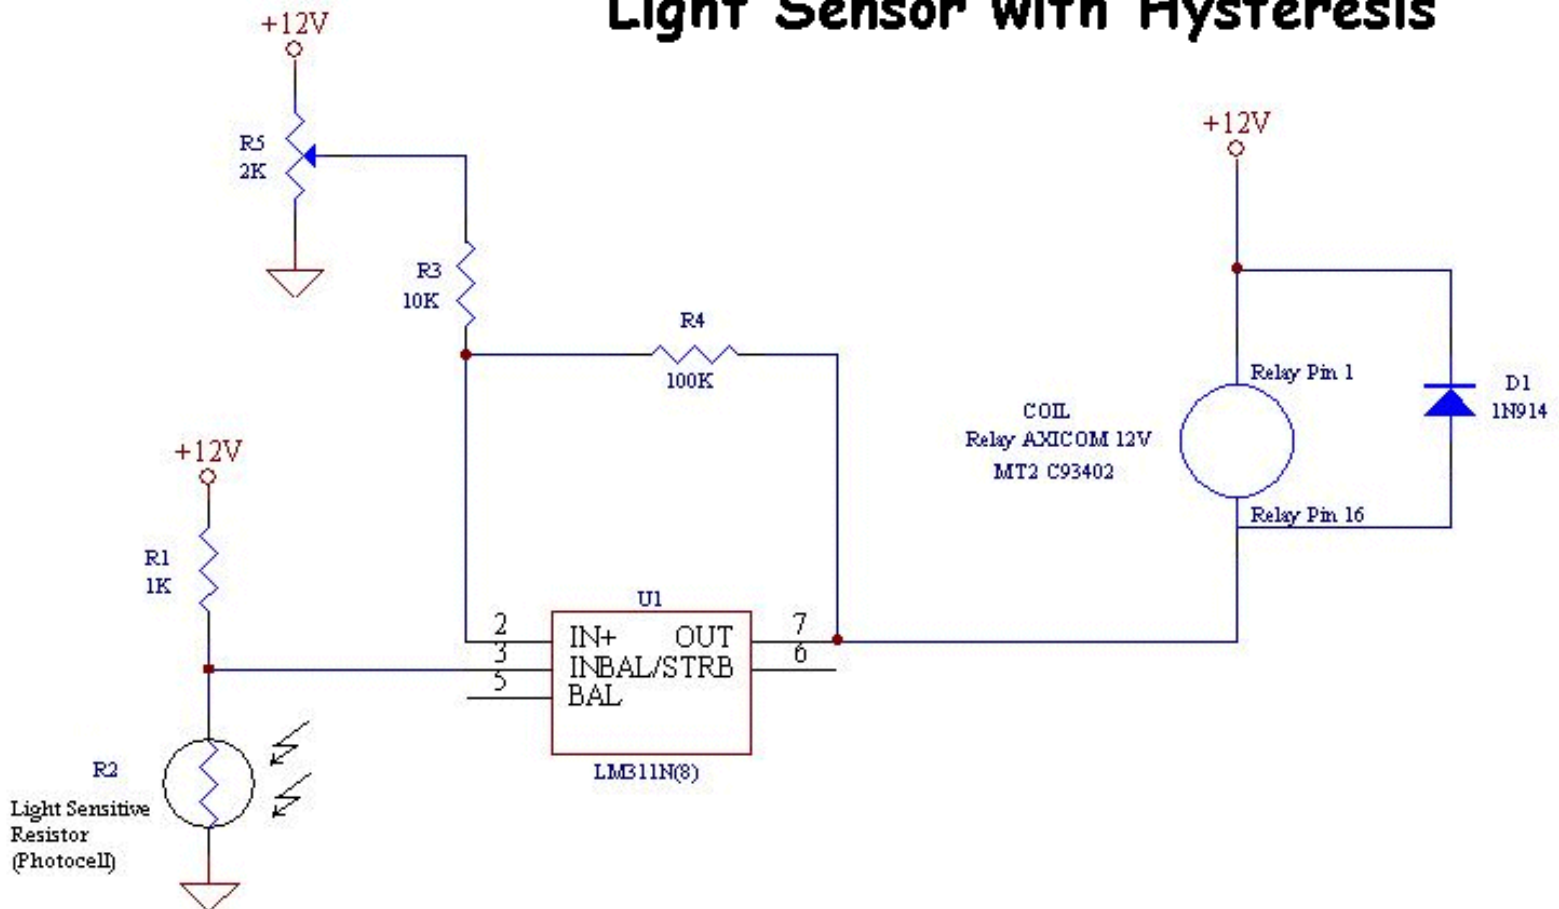 Light Sensor with Hysteresis
+12V
R5
2K
R3
10K
R4
100K
+12V
Relay Pin 1
COIL
Relay AXICOM 12V
MT2 C93402
D1
1N914
Relay Pin 16
+12V
R1
1K
U1
2
IN+
OUT
7
3
INBAL/STRB
6
5
BAL
LM311N(8)
R2
Light Sensitive
Resistor
(Photocell)